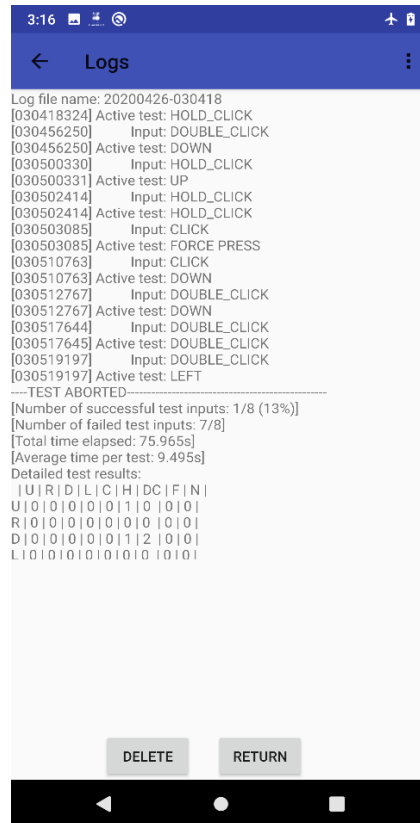 3:16
Logs
Log file name: 20200426-030418
[030418324] Active test: HOLD_CLICK
[030456250] Input: DOUBLE_CLICK
[030456250] Active test: DOWN
[030500330] Input: HOLD_CLICK
[030500331] Active test: UP
[030502414] Input: HOLD_CLICK
[030502414] Active test: HOLD_CLICK
[030503085] Input: CLICK
[030503085] Active test: FORCE PRESS
[030510763] Input: CLICK
[030510763] Active test: DOWN
[030512767] Input: DOUBLE_CLICK
[030512767] Active test: DOWN
[030517644] Input: DOUBLE_CLICK
[030517645] Active test: DOUBLE_CLICK
[030519197] Input: DOUBLE_CLICK
[030519197] Active test: LEFT
----TEST ABORTED------------------------------------------------
[Number of successful test inputs: 1/8 (13%)]
[Number of failed test inputs: 7/8]
[Total time elapsed: 75.965s]
[Average time per test: 9.495s]
Detailed test results:
| U | R | D | L | C | H | DC | F | N |
U | 0 | 0 | 0 | 0 | 0 | 1 | 0 | 0 | 0 |
R | 0 | 0 | 0 | 0 | 0 | 0 | 0 | 0 | 0 |
D | 0 | 0 | 0 | 0 | 0 | 1 | 2 | 0 | 0 |
L | 0 | 0 | 0 | 0 | 0 | 0 | 0 | 0 | 0 |
DELETE
RETURN